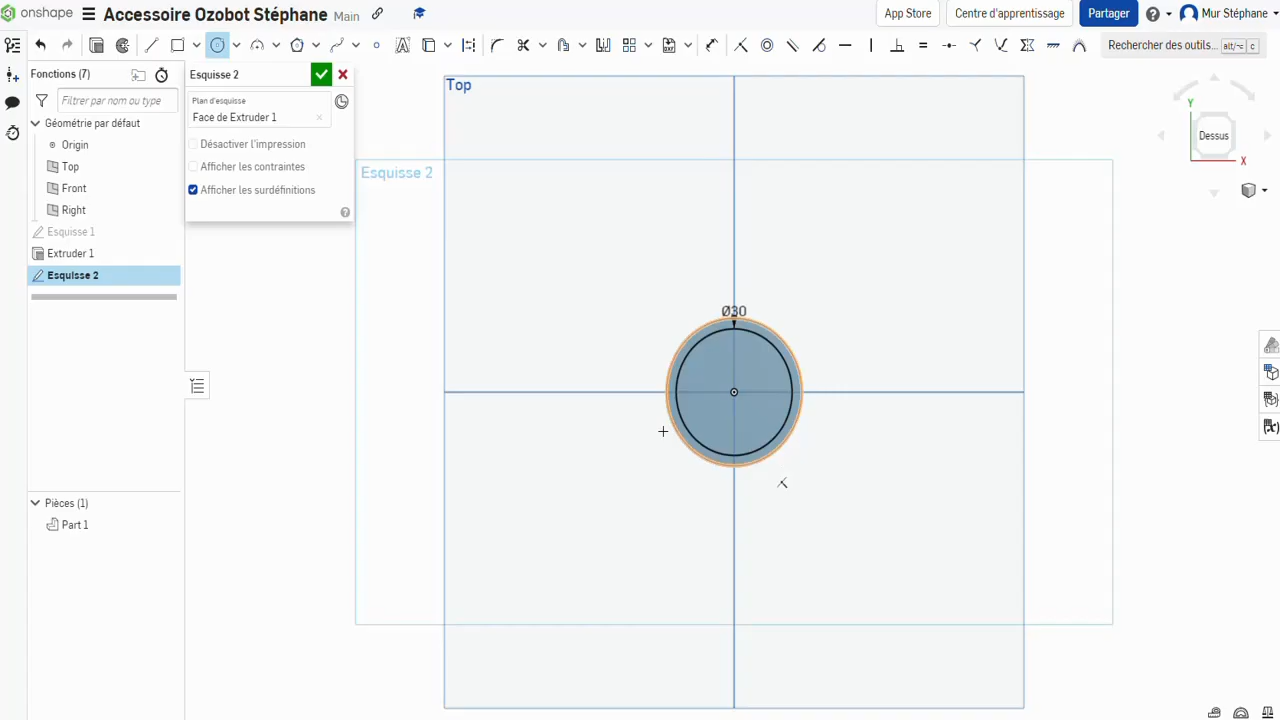 onshape Accessoire Ozobot Stéphane Main App Store Centre d'apprentissage Partager Mur Stéphane
Rechercher des outils... alt/⌥ c
Fonctions (7)
Filtrer par nom ou type
Géométrie par défaut
Origin
Top
Front
Right
Esquisse 1
Extruder 1
Esquisse 2
Pièces (1)
Part 1
Esquisse 2
Plan d'esquisse
Face de Extruder 1
Désactiver l'impression
Afficher les contraintes
Afficher les surdéfinitions
Top
Esquisse 2
Ø30
Y
Dessus
X